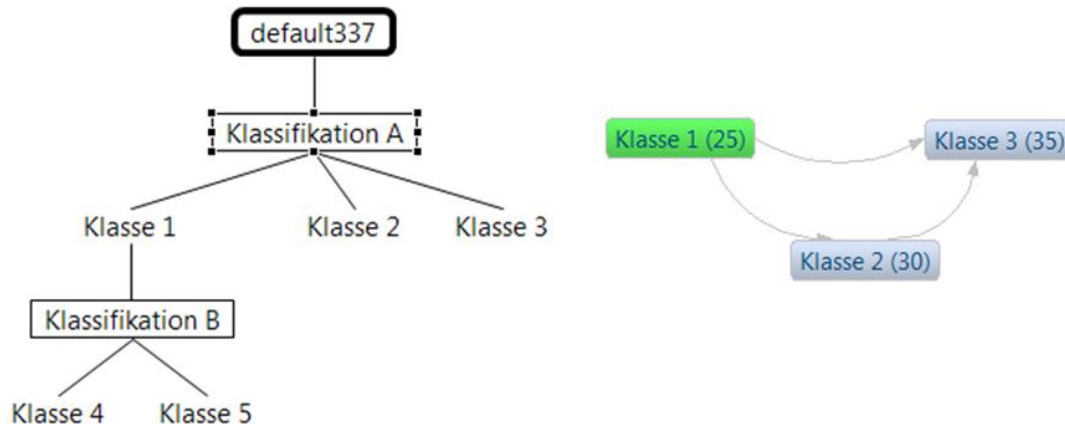 default337
Klassifikation A
Klasse 1
Klasse 2
Klasse 3
Klassifikation B
Klasse 4
Klasse 5
Klasse 1 (25)
Klasse 3 (35)
Klasse 2 (30)